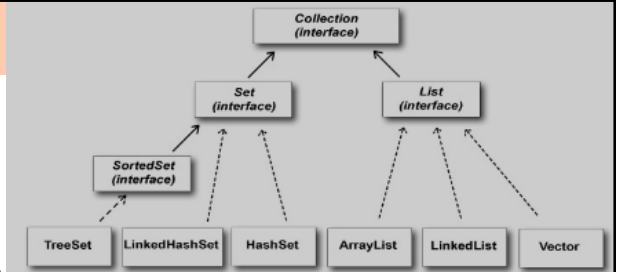 Collection
(interface)
Set
(interface)
List
(interface)
SortedSet
(interface)
TreeSet
LinkedHashSet
HashSet
ArrayList
LinkedList
Vector